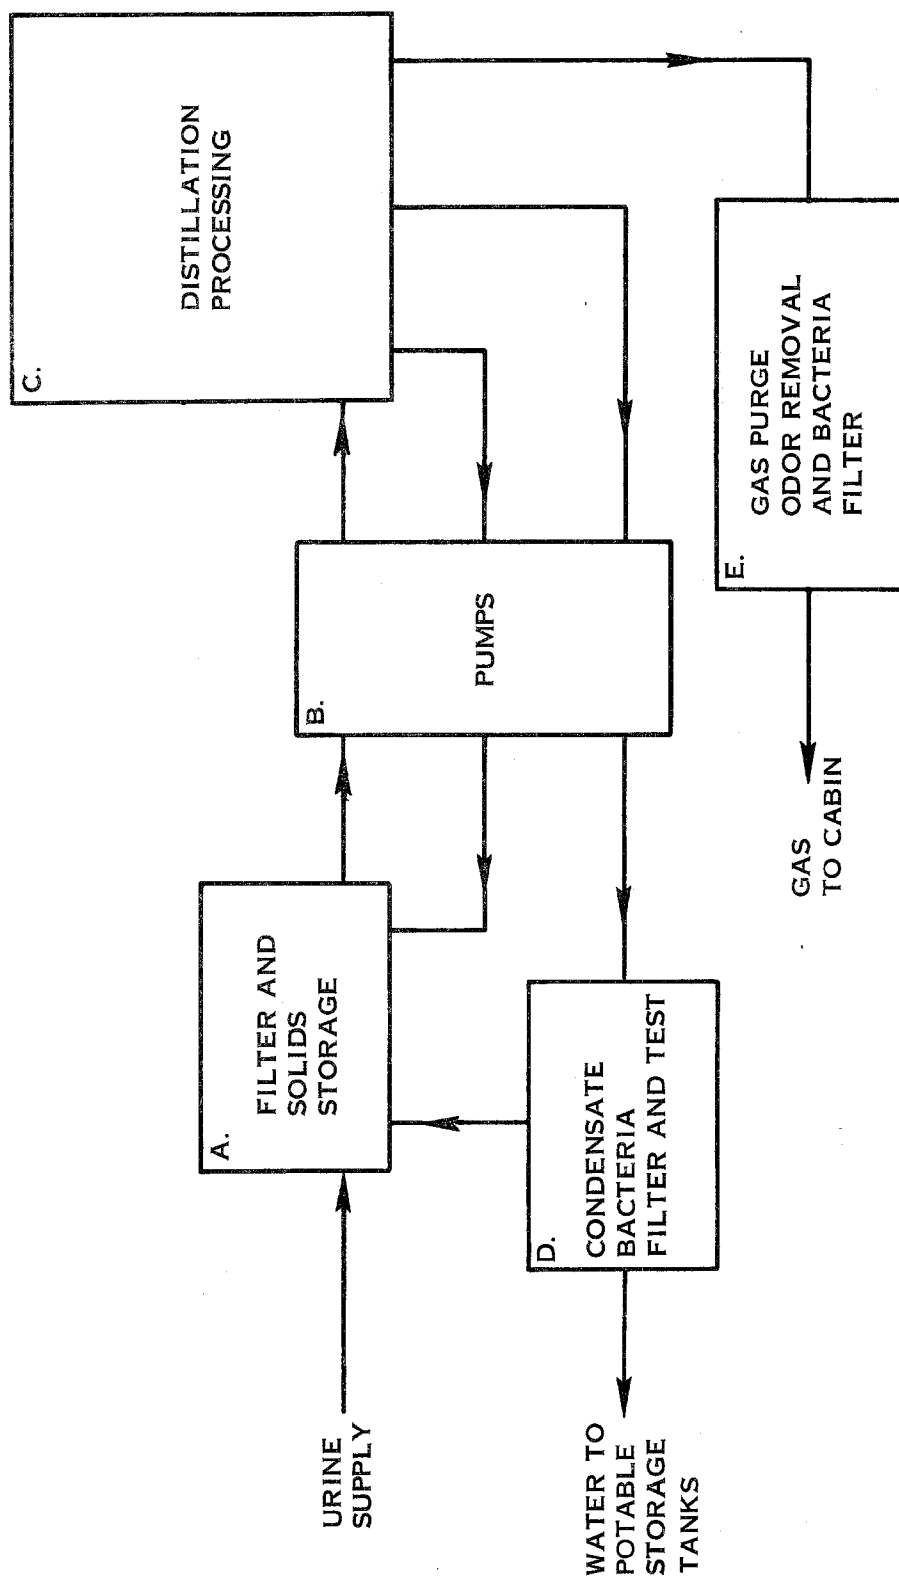 URINE
SUPPLY
A.
FILTER AND
SOLIDS
STORAGE
B.
PUMPS
C.
DISTILLATION
PROCESSING
WATER TO
POTABLE
STORAGE
TANKS
D.
CONDENSATE
BACTERIA
FILTER AND TEST
GAS
TO CABIN
E.
GAS PURGE
ODOR REMOVAL
AND BACTERIA
FILTER